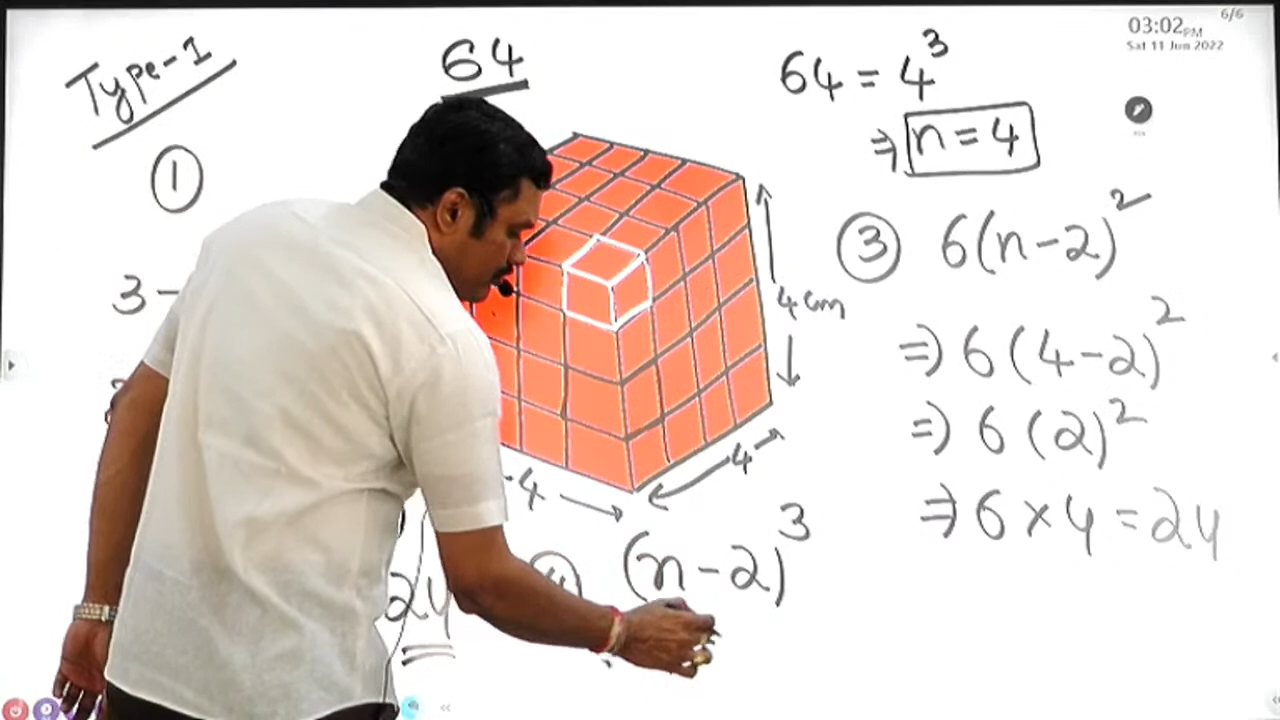 6/6
03:02PM
Sat 11 Jun 2022
Type-1
64
64 = 4³
⇒ n = 4
①
③ 6(n-2)²
3-
4cm
⇒ 6(4-2)²
⇒ 6(2)²
4
4
⇒ 6 × 4 = 24
(n-2)³
24